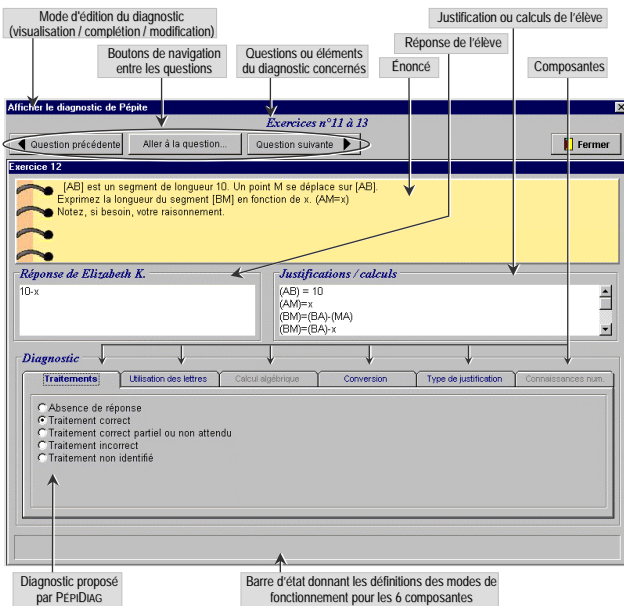 Mode d'édition du diagnostic
(visualisation / complétion / modification)
Justification ou calculs de l'élève
Boutons de navigation
entre les questions
Questions ou éléments
du diagnostic concernés
Réponse de l'élève
Énoncé
Composantes
Afficher le diagnostic de Pépite
Exercices n°11 à 13
Question précédente
Aller à la question...
Question suivante
Fermer
Exercice 12
[AB] est un segment de longueur 10. Un point M se déplace sur [AB].
Exprimez la longueur du segment [BM] en fonction de x. (AM=x)
Notez, si besoin, votre raisonnement.
Réponse de Elizabeth K.
Justifications / calculs
10-x
(AB) = 10
(AM)=x
(BM)=(BA)-(MA)
(BM)=(BA)-x
Diagnostic
Traitements
Utilisation des lettres
Calcul algébrique
Conversion
Type de justification
Connaissances num.
Absence de réponse
Traitement correct
Traitement correct partiel ou non attendu
Traitement incorrect
Traitement non identifié
Diagnostic proposé
par PÉPIDIAG
Barre d'état donnant les définitions des modes de
fonctionnement pour les 6 composantes